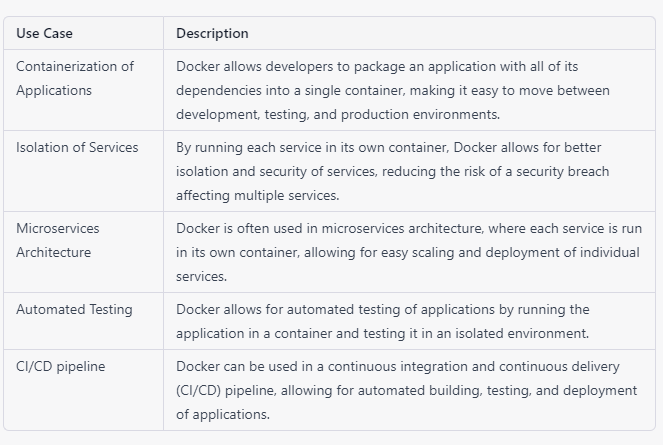 Use Case Description
Containerization of Applications
Docker allows developers to package an application with all of its
dependencies into a single container, making it easy to move between
development, testing, and production environments.
Isolation of Services
By running each service in its own container, Docker allows for better
isolation and security of services, reducing the risk of a security breach
affecting multiple services.
Microservices
Architecture
Docker is often used in microservices architecture, where each service is run
in its own container, allowing for easy scaling and deployment of individual
services.
Automated Testing
Docker allows for automated testing of applications by running the
application in a container and testing it in an isolated environment.
CI/CD pipeline
Docker can be used in a continuous integration and continuous delivery
(CI/CD) pipeline, allowing for automated building, testing, and deployment
of applications.